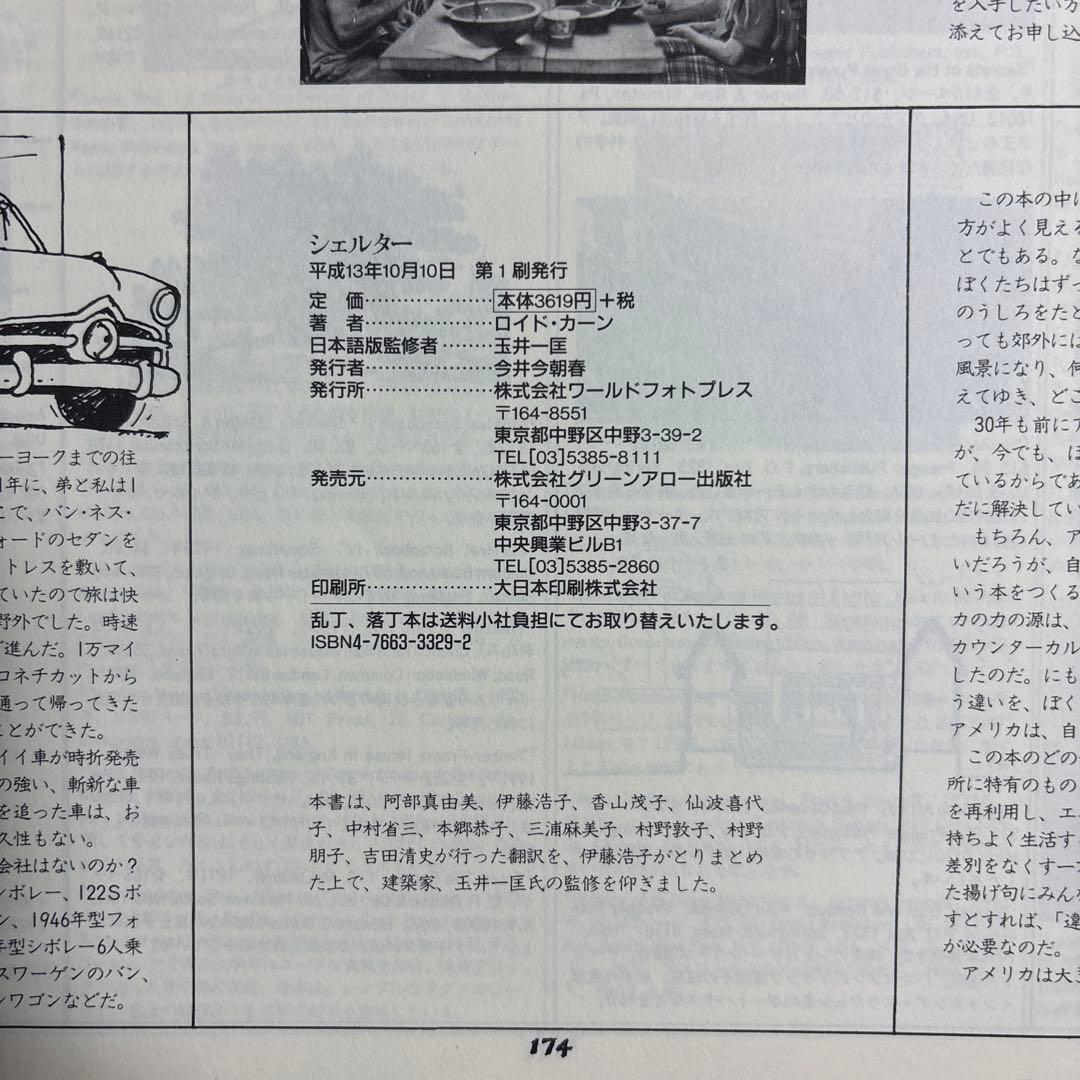 を入手したい方
添えてお申し込
シェルター
平成13年10月10日 第1刷発行
定 価………………本体3619円+税
著 者………………ロイド・カーン
日本語版監修者………玉井一匡
発行者………………今井今朝春
発行所………………株式会社ワールドフォトプレス
〒164-8551
東京都中野区中野3-39-2
TEL[03]5385-8111
発売元………………株式会社グリーンアロー出版社
〒164-0001
東京都中野区中野3-37-7
中央興業ビルB1
TEL[03]5385-2860
印刷所………………大日本印刷株式会社
乱丁、落丁本は送料小社負担にてお取り替えいたします。
ISBN4-7663-3329-2
本書は、阿部真由美、伊藤浩子、香山茂子、仙波喜代
子、中村省三、本郷恭子、三浦麻美子、村野敦子、村野
朋子、吉田清史が行った翻訳を、伊藤浩子がとりまとめ
た上で、建築家、玉井一匡氏の監修を仰ぎました。
ーヨークまでの往
1年に、弟と私は1
こで、バン・ネス・
ォードのセダンを
トレスを敷いて、
ていたので旅は快
野外でした。時速
で進んだ。1万マイ
コネチカットから
通って帰ってきた
ことができた。
イイ車が時折発売
の強い、斬新な車
を追った車は、お
久性もない。
会社はないのか?
ンボレー、122Sボ
ン、1946年型フォ
年型シボレー6人乗
スワーゲンのバン、
ンワゴンなどだ。
この本の中に
方がよく見える
とでもある。な
ぼくたちはずっ
のうしろをたど
っても郊外には
風景になり、何
えてゆき、どこ
30年も前にア
が、今でも、ほ
ているからであ
だに解決してい
もちろん、ア
いだろうが、自
いう本をつくる
カの力の源は、
カウンターカル
したのだ。にも
う違いを、ぼく
アメリカは、自
この本のどの
所に特有のもの
を再利用し、エ
持ちよく生活す
差別をなくす一
た揚げ句にみん
すとすれば、「違
が必要なのだ。
アメリカは大き
174